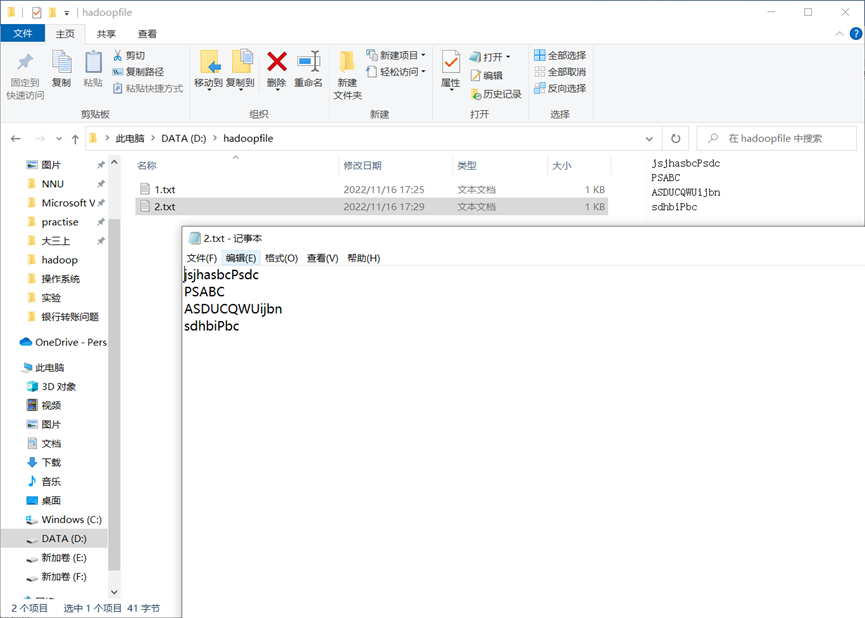 hadoopfile
文件 主页 共享 查看
固定到
快速访问
复制
粘贴
剪切
复制路径
粘贴快捷方式
剪贴板
移动到
复制到
删除
重命名
组织
新建
文件夹
新建项目
轻松访问
新建
属性
打开
编辑
历史记录
打开
全部选择
全部取消
反向选择
选择
此电脑 DATA (D:) hadoopfile
在 hadoopfile 中搜索
图片
NNU
Microsoft V
practise
大三上
hadoop
操作系统
实验
银行转账问题
OneDrive - Pers
此电脑
3D 对象
视频
图片
文档
下载
音乐
桌面
Windows (C:)
DATA (D:)
新加卷 (E:)
新加卷 (F:)
名称 修改日期 类型 大小
1.txt 2022/11/16 17:25 文本文档 1 KB
2.txt 2022/11/16 17:29 文本文档 1 KB
jsjhasbcPsdc
PSABC
ASDUCQWUijbn
sdhbiPbc
2.txt - 记事本
文件(F) 编辑(E) 格式(O) 查看(V) 帮助(H)
jsjhasbcPsdc
PSABC
ASDUCQWUijbn
sdhbiPbc
2 个项目 选中 1 个项目 41 字节